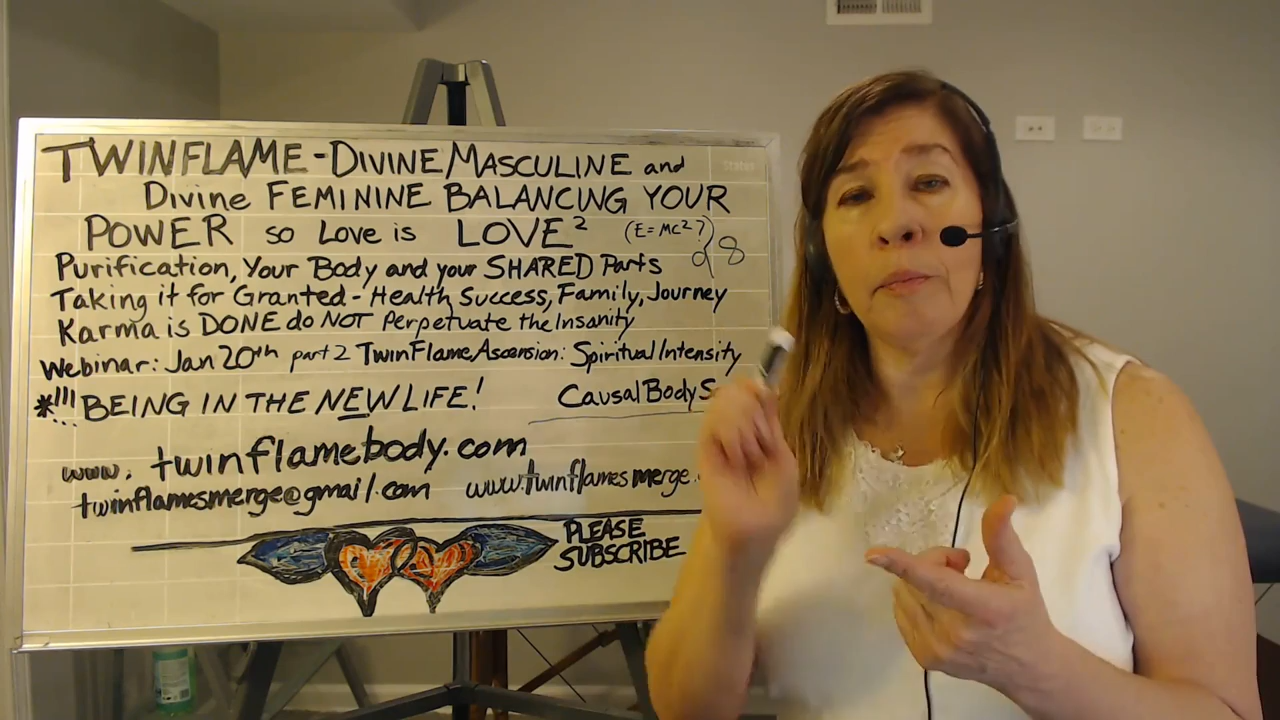 TWINFLAME - DIVINE MASCULINE and
Divine FEMININE BALANCING YOUR
POWER so Love is LOVE² (E=MC²?)
8
Purification, Your Body and your SHARED Parts
Taking it for Granted - Health, Success, Family, Journey
Karma is DONE do NOT Perpetuate the Insanity
Webinar: Jan 20th part 2 TwinFlame Ascension: Spiritual Intensity
*!!! BEING IN THE NEW LIFE! Causal Body
www. twinflamebody.com
twinflamesmerge@gmail.com www.twinflamesmerge.
PLEASE
SUBSCRIBE